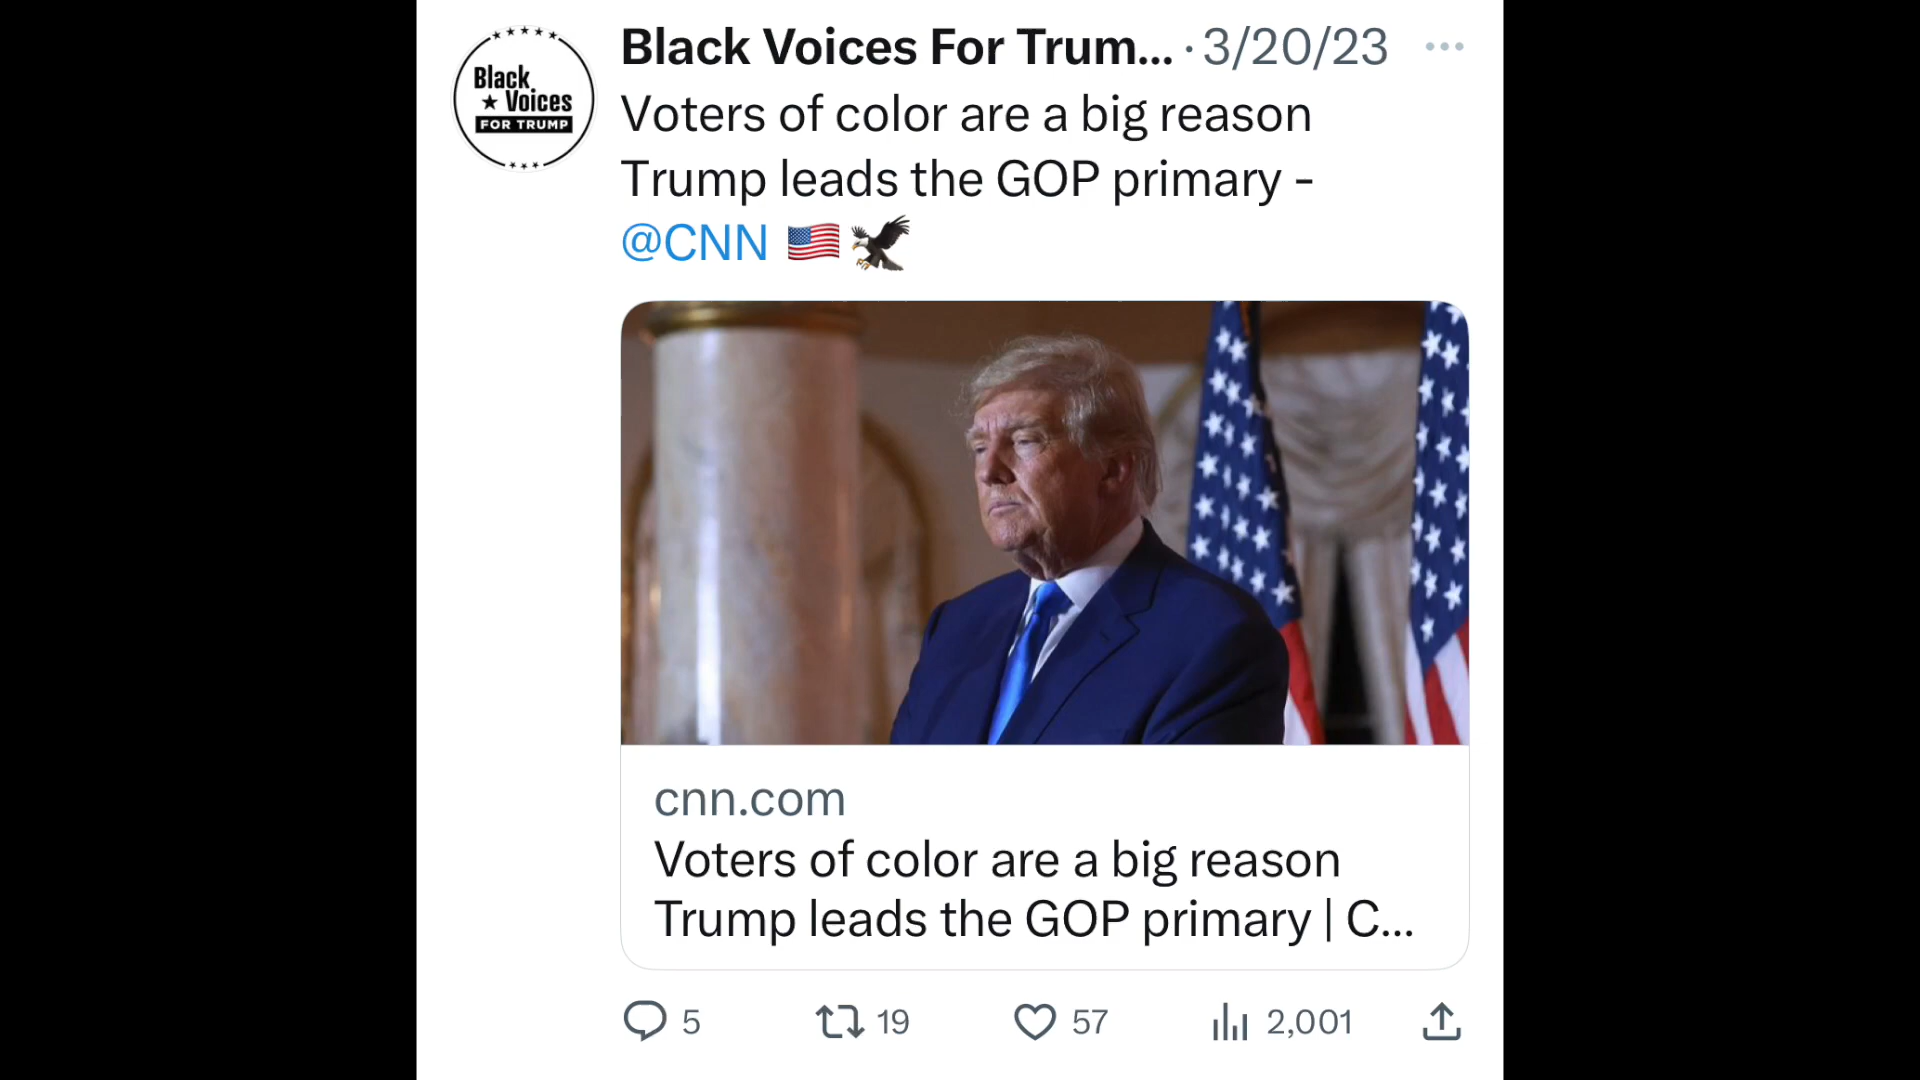 Black
★ Voices
FOR TRUMP
Black Voices For Trum... · 3/20/23
Voters of color are a big reason
Trump leads the GOP primary -
@CNN 🇺🇸🦅
cnn.com
Voters of color are a big reason
Trump leads the GOP primary | C...
5 19 57 2,001